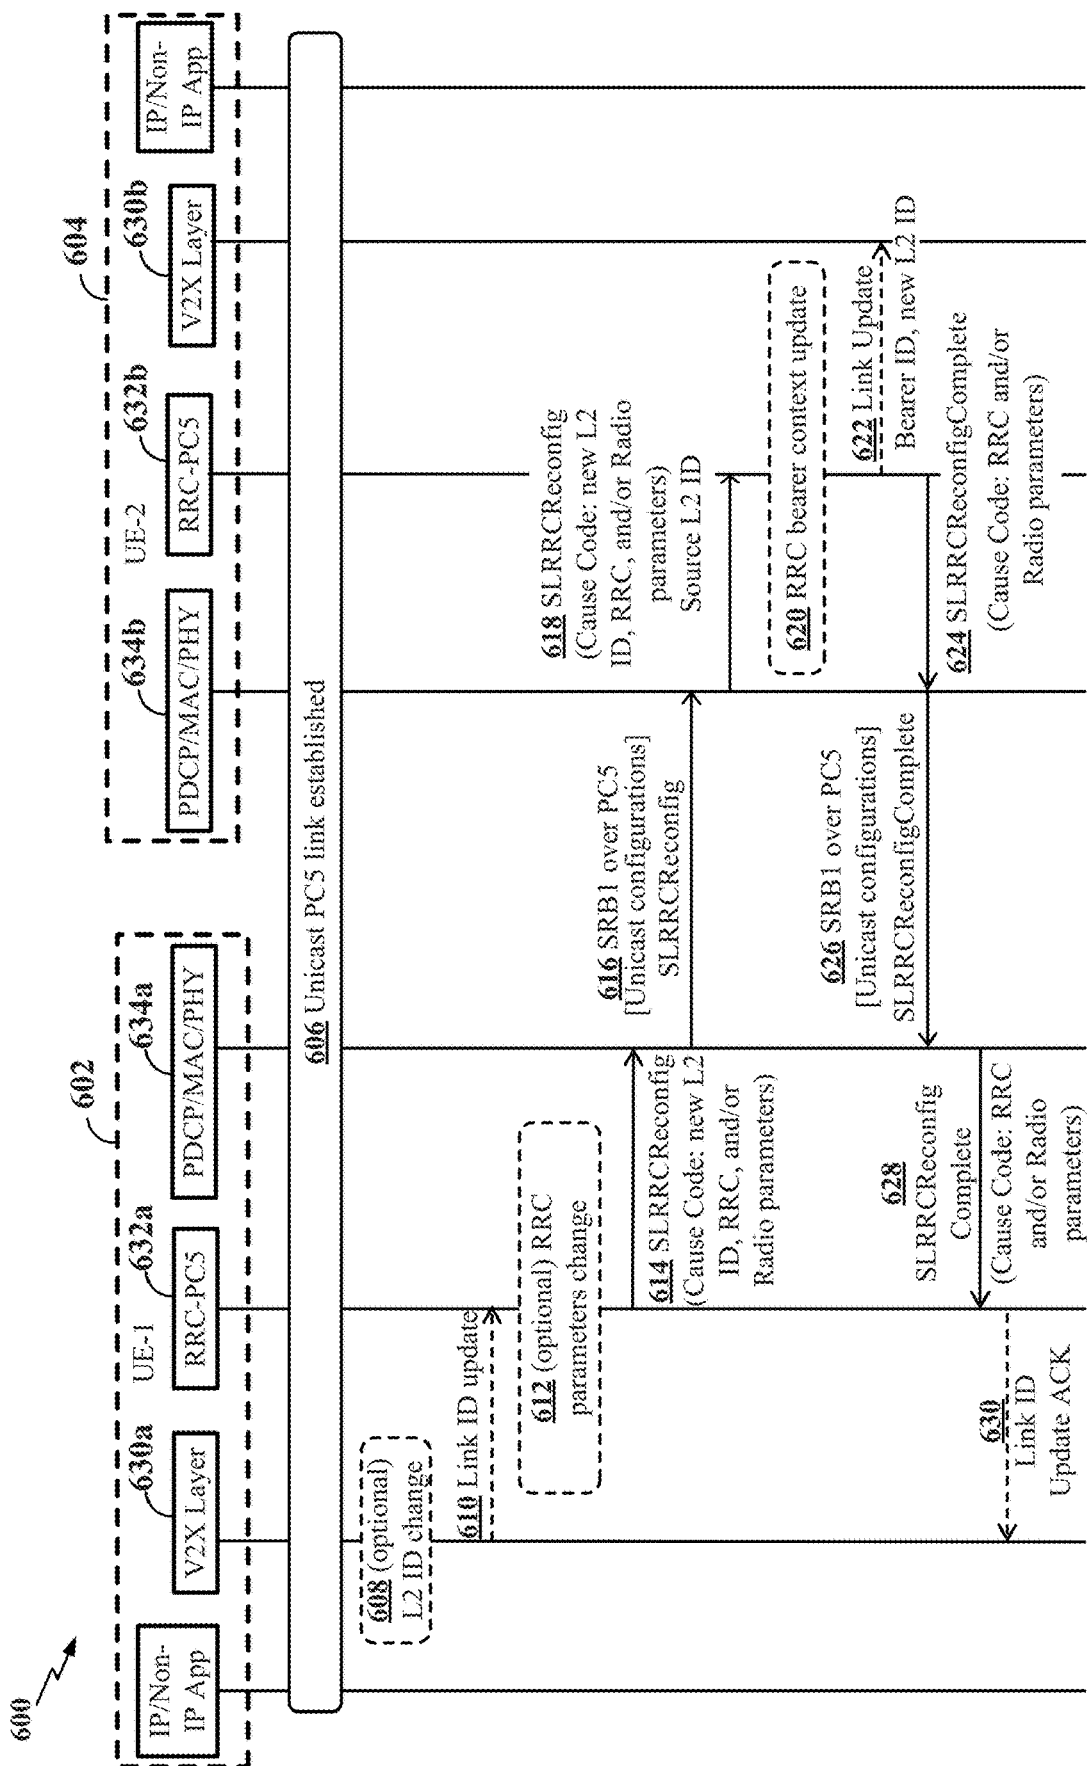 600
602
604
IP/Non-
IP App
630a
V2X Layer
UE-1
632a
RRC-PC5
634a
PDCP/MAC/PHY
634b
PDCP/MAC/PHY
UE-2
632b
RRC-PC5
630b
V2X Layer
IP/Non-
IP App
606 Unicast PC5 link established
608 (optional)
L2 ID change
610 Link ID update
612 (optional) RRC
parameters change
614 SLRRCReconfig
(Cause Code: new L2
ID, RRC, and/or
Radio parameters)
616 SRB1 over PC5
[Unicast configurations]
SLRRCReconfig
618 SLRRCReconfig
(Cause Code: new L2
ID, RRC, and/or Radio
parameters)
Source L2 ID
620 RRC bearer context update
622 Link Update
Bearer ID, new L2 ID
624 SLRRCReconfigComplete
(Cause Code: RRC and/or
Radio parameters)
626 SRB1 over PC5
[Unicast configurations]
SLRRCReconfigComplete
628
SLRRCReconfig
Complete
(Cause Code: RRC
and/or Radio
parameters)
630
Link ID
Update ACK